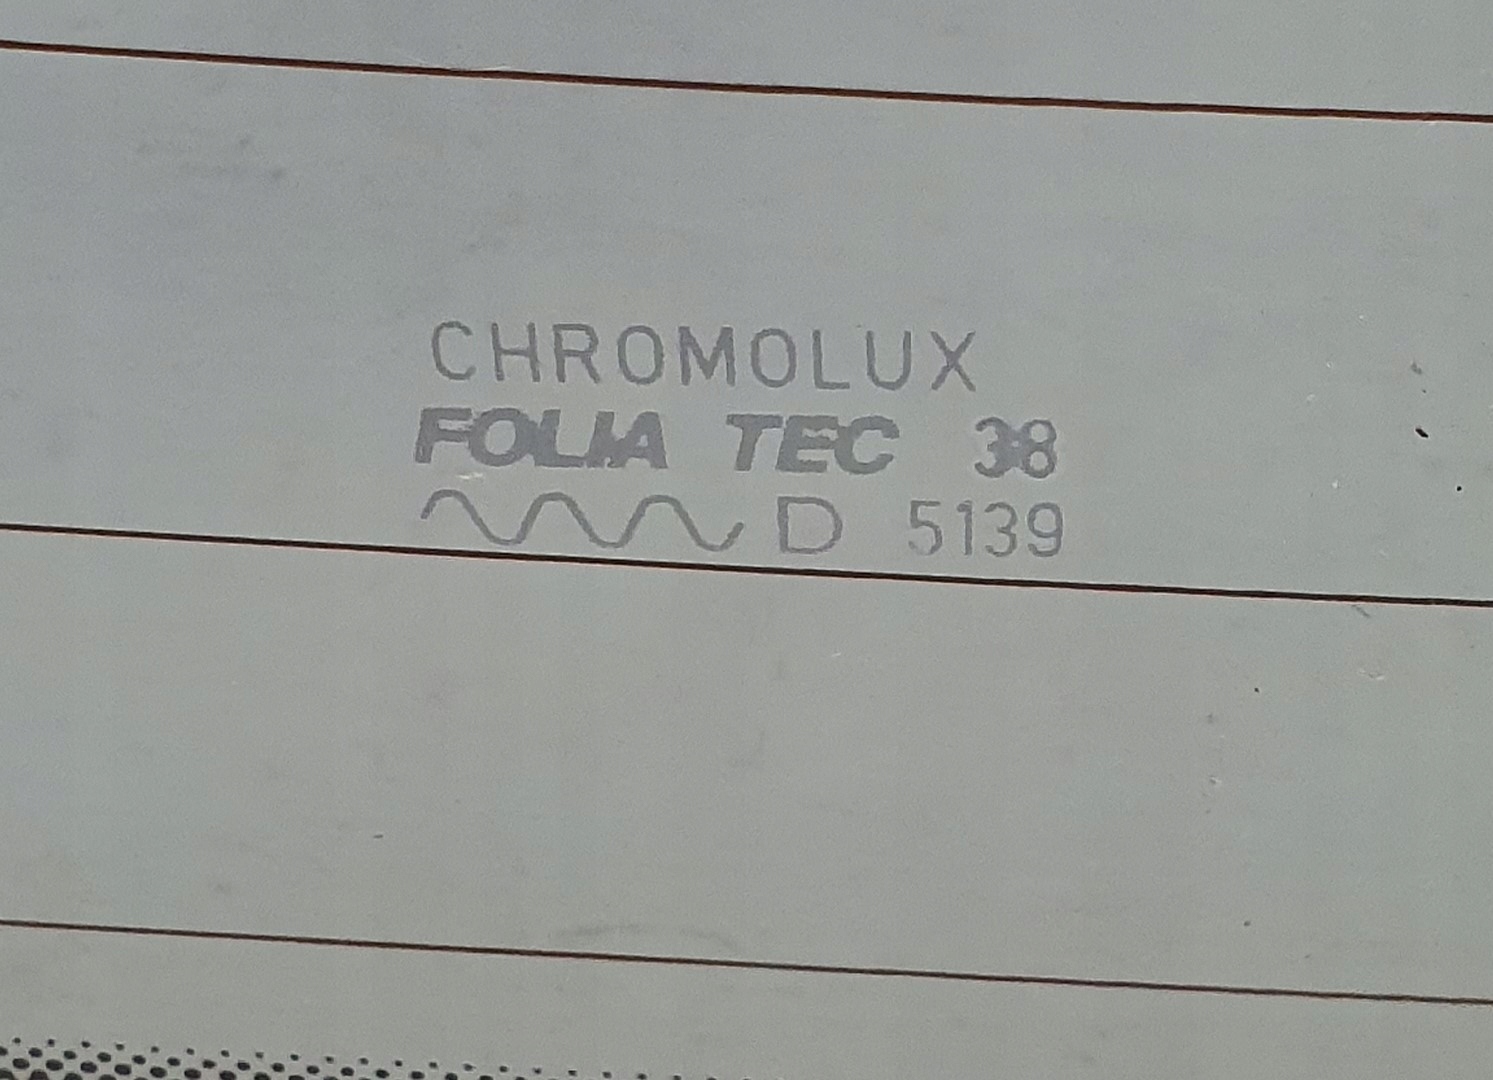 CHROMOLUX
FOLIA TEC 38
D 5139